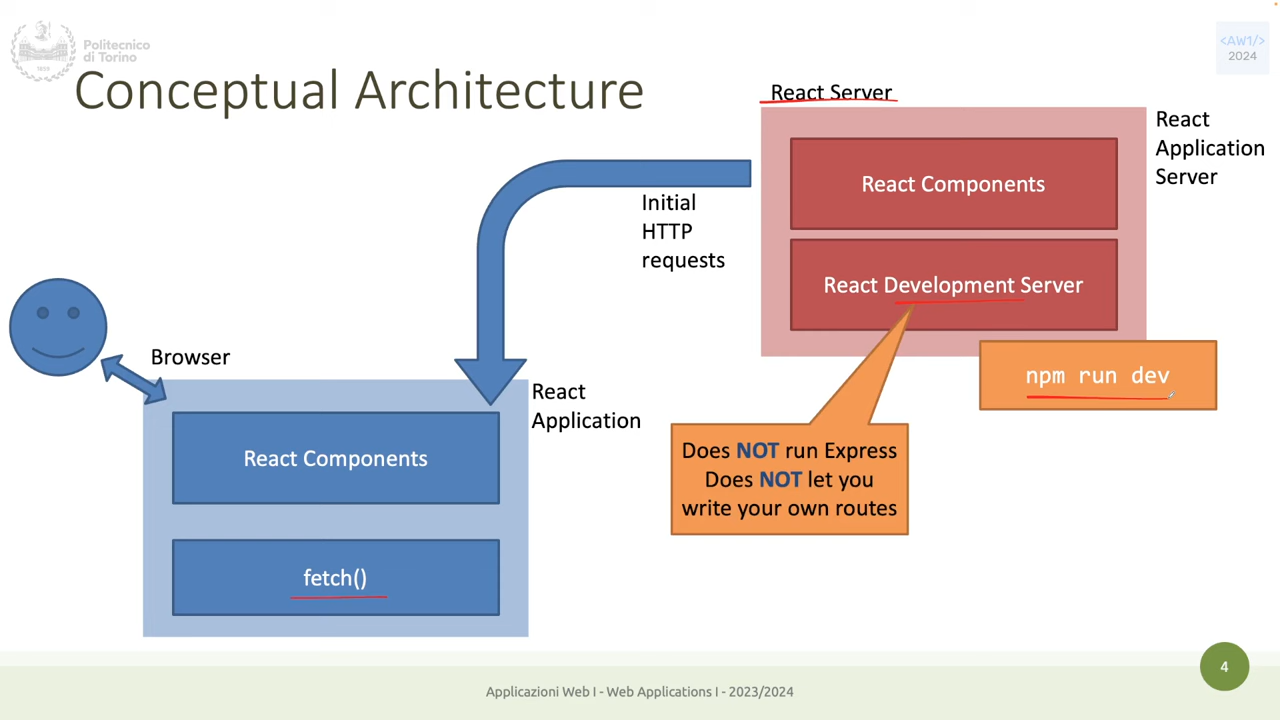 Politecnico
di Torino
1859
<AW1/>
2024
Conceptual Architecture
React Server
React
Application
Server
React Components
React Development Server
Initial
HTTP
requests
npm run dev
Browser
React
Application
React Components
fetch()
Does NOT run Express
Does NOT let you
write your own routes
Applicazioni Web I - Web Applications I - 2023/2024
4